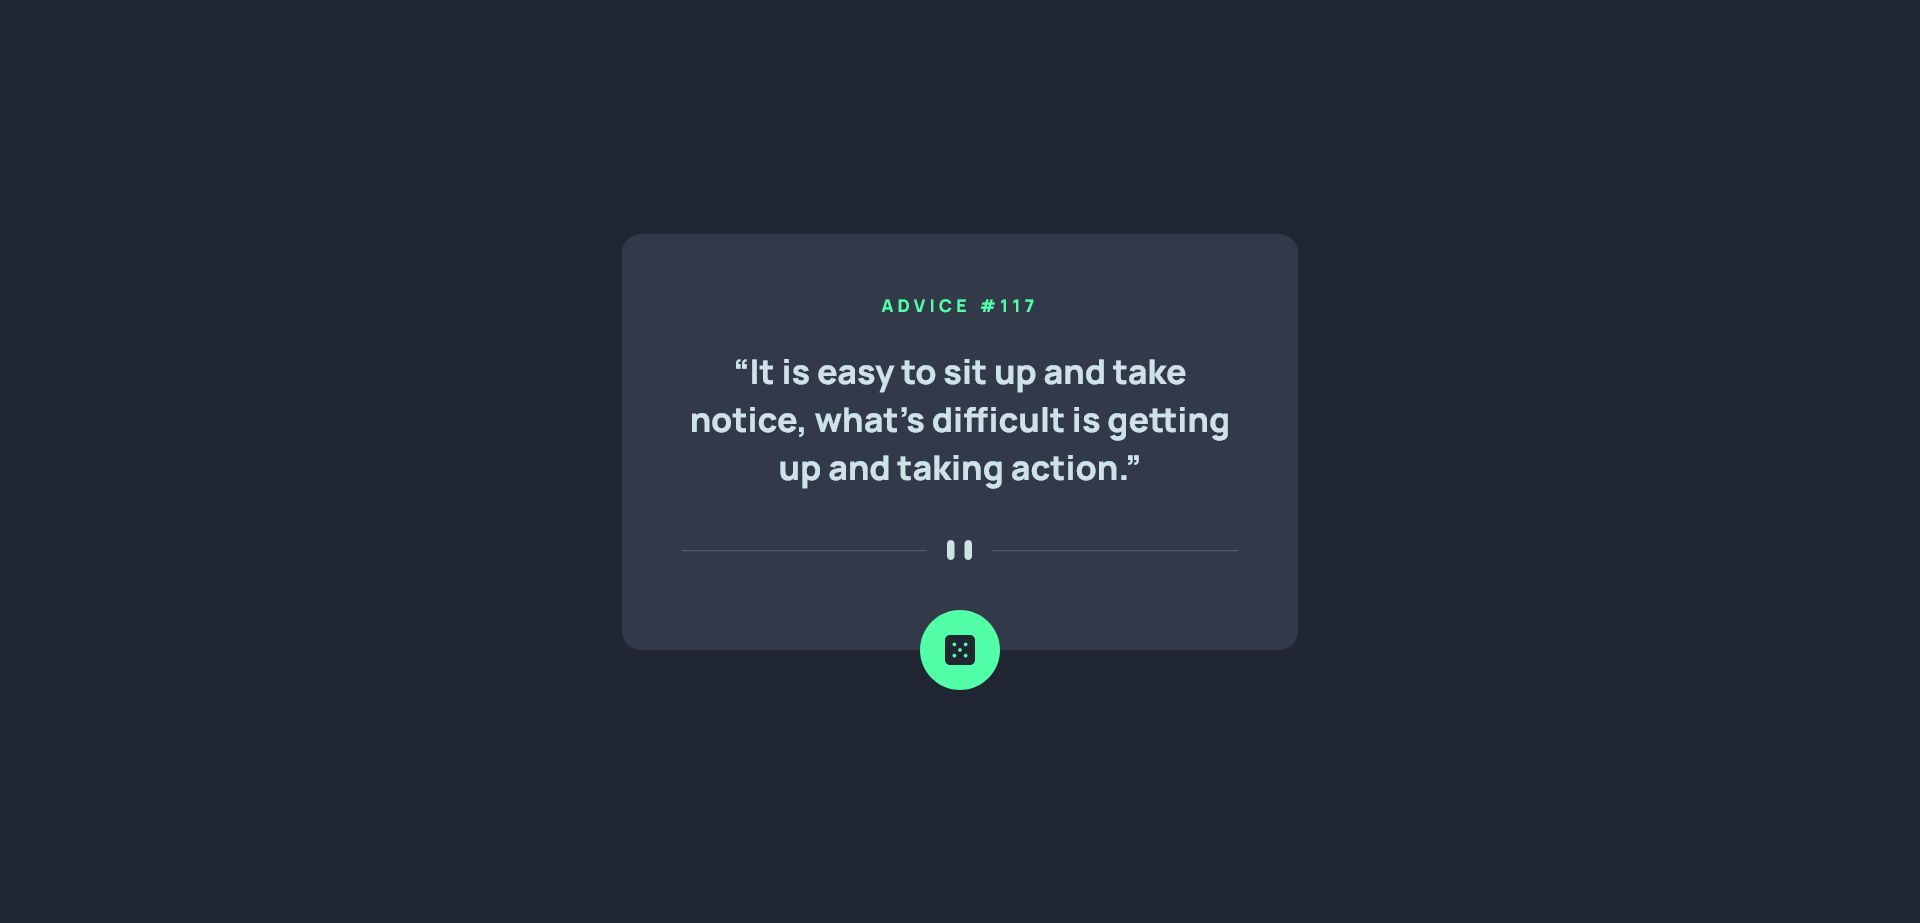 ADVICE #117
“It is easy to sit up and take
notice, what’s difficult is getting
up and taking action.”